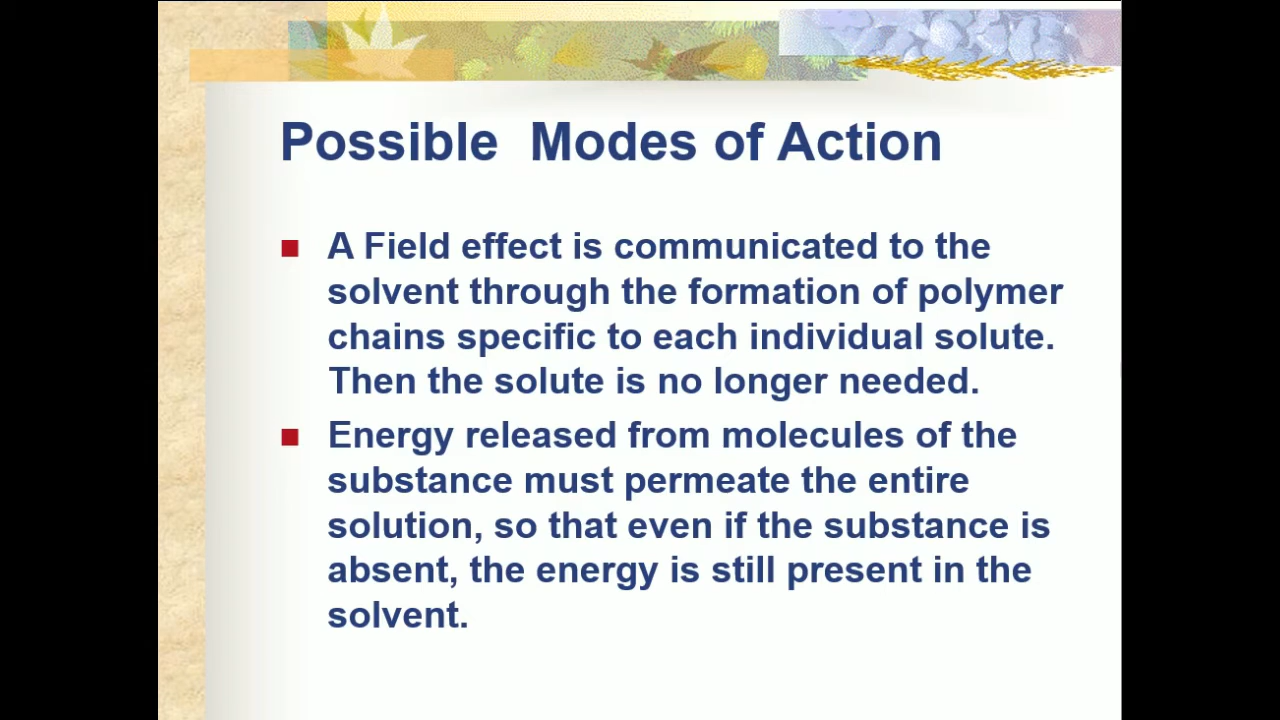 Possible Modes of Action
A Field effect is communicated to the
solvent through the formation of polymer
chains specific to each individual solute.
Then the solute is no longer needed.
Energy released from molecules of the
substance must permeate the entire
solution, so that even if the substance is
absent, the energy is still present in the
solvent.